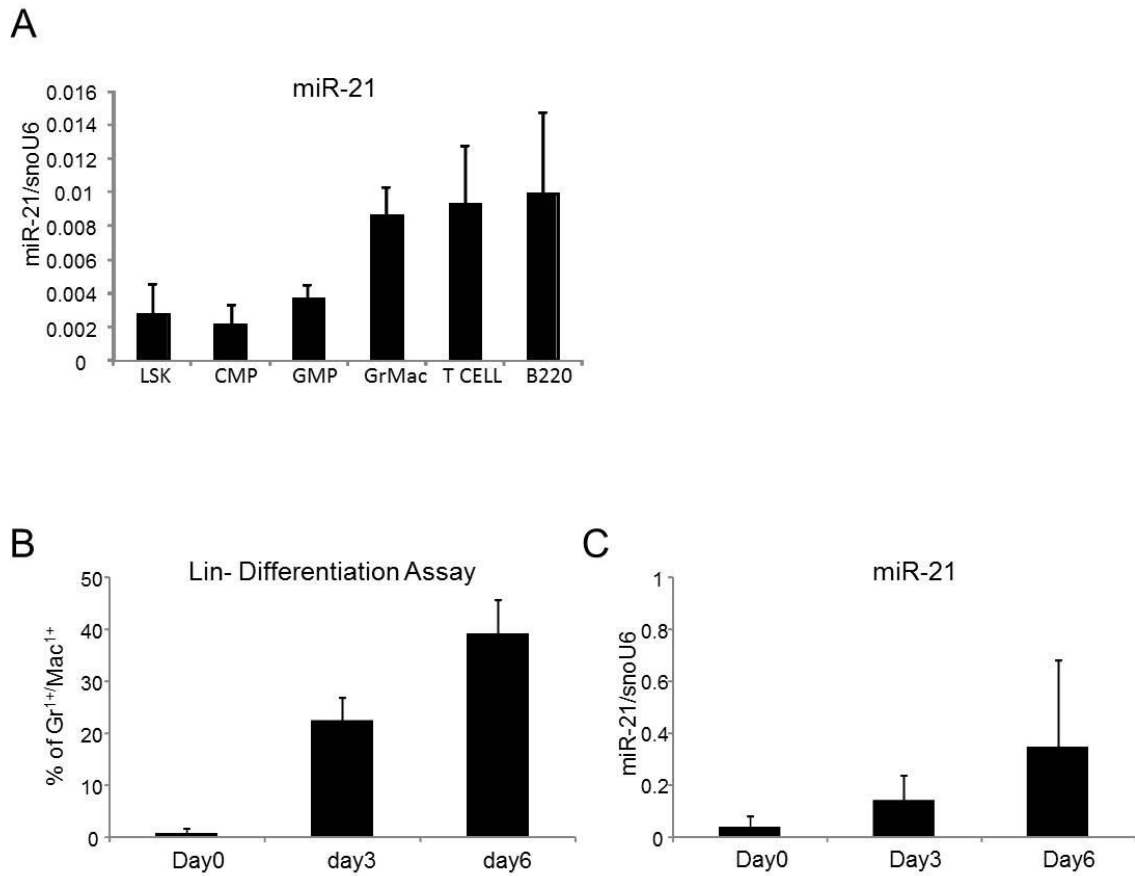 A
miR-21
miR-21/snoU6
0.016
0.014
0.012
0.01
0.008
0.006
0.004
0.002
0
LSK CMP GMP GrMac T CELL B220
B
Lin- Differentiation Assay
% of Gr1+/Mac1+
50
40
30
20
10
0
Day0 day3 day6
C
miR-21
miR-21/snoU6
1
0.8
0.6
0.4
0.2
0
Day0 Day3 Day6